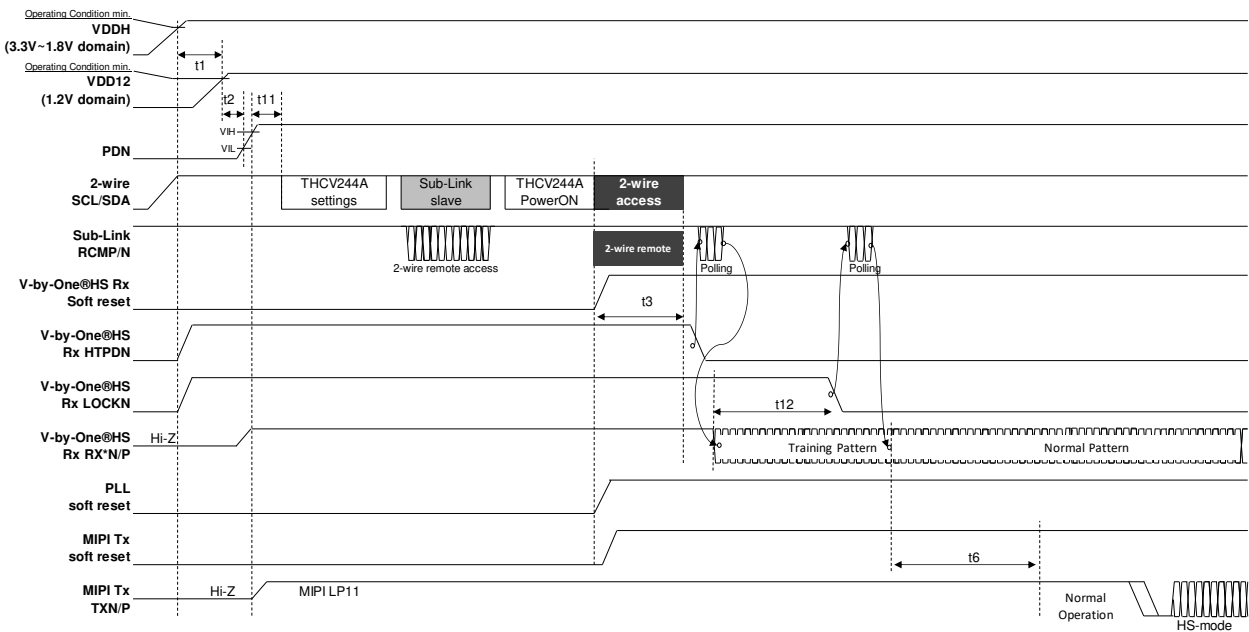 Operating Condition min.
VDDH
(3.3V~1.8V domain)
t1
Operating Condition min.
VDD12
(1.2V domain)
t2
t11
VIH
VIL
PDN
2-wire
SCL/SDA
THCV244A
settings
Sub-Link
slave
THCV244A
PowerON
2-wire
access
Sub-Link
RCMP/N
2-wire remote access
2-wire remote
Polling
Polling
V-by-One®HS Rx
Soft reset
t3
V-by-One®HS
Rx HTPDN
V-by-One®HS
Rx LOCKN
t12
V-by-One®HS
Rx RX*N/P
Hi-Z
Training Pattern
Normal Pattern
PLL
soft reset
MIPI Tx
soft reset
t6
MIPI Tx
TXN/P
Hi-Z
MIPI LP11
Normal
Operation
HS-mode